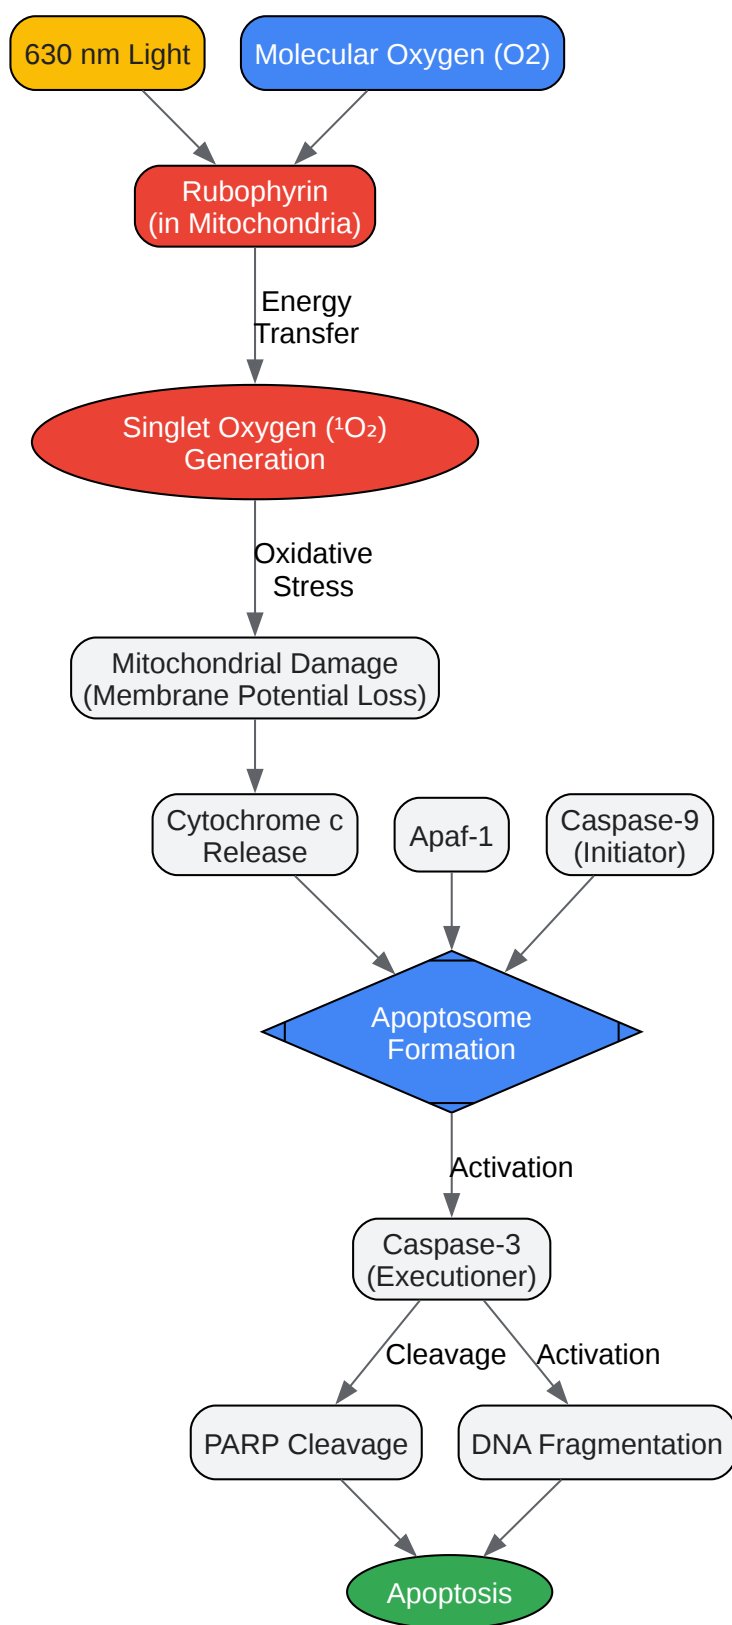 630 nm Light
Molecular Oxygen (O2)
Rubophyrin
(in Mitochondria)
Energy
Transfer
Singlet Oxygen (¹O₂)
Generation
Oxidative
Stress
Mitochondrial Damage
(Membrane Potential Loss)
Cytochrome c
Release
Apaf-1
Caspase-9
(Initiator)
Apoptosome
Formation
Activation
Caspase-3
(Executioner)
Cleavage
Activation
PARP Cleavage
DNA Fragmentation
Apoptosis